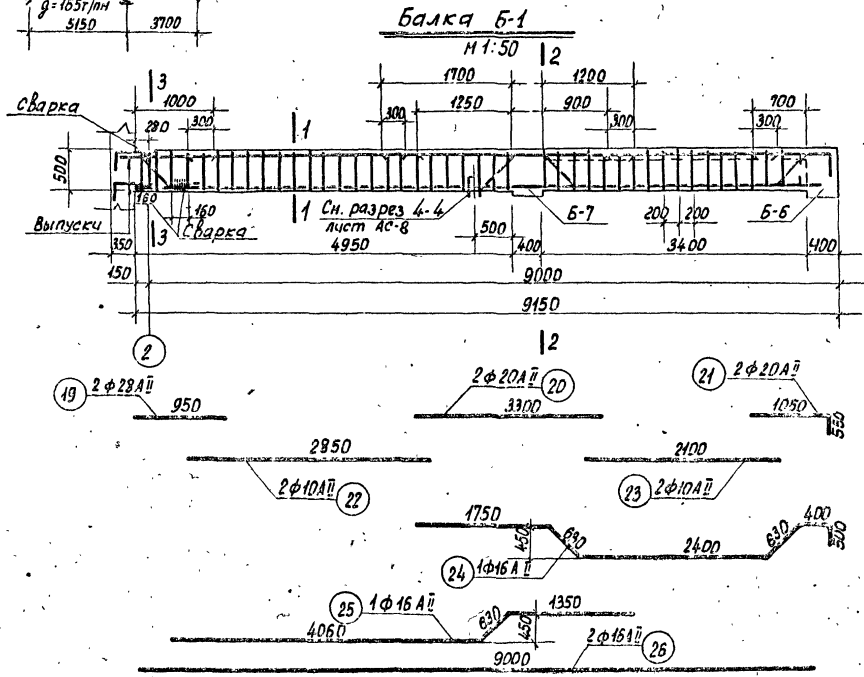 g=165т/пн
5150 3700
Балка Б-1
М 1:50
3 2
1700 1200
сварка 1000 1250 900 700
280 300 300 1 300 300
500
160 160 1 См. разрез 4-4 Б-7 200 200 Б-6
Выпуски 3 Сварка лист АС-8 500
350 4950 400 3400 400
150 9000
9150
2 2
19 2ф28АII 2ф20АII 20 21 2ф20АII
950 3300 1050 550
2850 2100
2ф10АII 22 23 2ф10АII
1750 450 630 2400 630 400 500
24 1ф16АII
25 1ф16АII 630 1350
4060 450
9000 2ф16АII 26